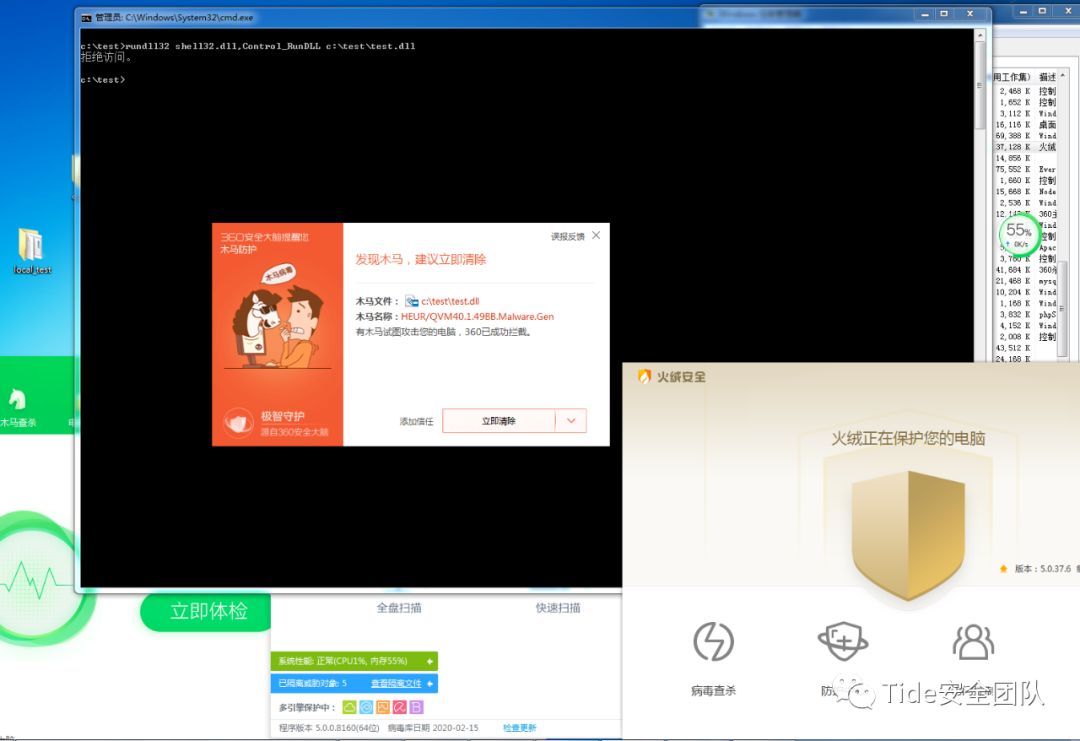 管理员: C:\Windows\System32\cmd.exe
c:\test>rundll32 shell32.dll,Control_RunDLL c:\test\test.dll
拒绝访问。
c:\test>
local_test
木马查杀
360安全大脑提醒您
木马防护
木马病毒
极智守护
源自360安全大脑
误报反馈
发现木马，建议立即清除
木马文件： c:\test\test.dll
木马名称：HEUR/QVM40.1.49BB.Malware.Gen
有木马试图攻击您的电脑，360已成功拦截。
添加信任
立即清除
用工作集) 描述
2,468 K 控制
1,652 K 控制
3,112 K Wind
16,116 K 桌面
69,388 K Wind
37,128 K 火绒
14,856 K
75,552 K Ever
1,660 K 控制
15,668 K Node
2,536 K Wind
360主
55%
0K/s
控制
Apac
3,760 K 控制
41,684 K 360杀
21,468 K mysq
10,204 K Wind
1,168 K Wind
3,832 K phpS
4,152 K Wind
2,008 K 控制
43,512 K
24,168 K
火绒安全
火绒正在保护您的电脑
版本：5.0.37.6
病毒查杀
Tide安全团队
立即体检
全盘扫描
快速扫描
系统性能: 正常(CPU1%, 内存55%)
已隔离威胁对象: 5 查看隔离文件
多引擎保护中：
程序版本 5.0.0.8160(64位) 病毒库日期 2020-02-15 检查更新